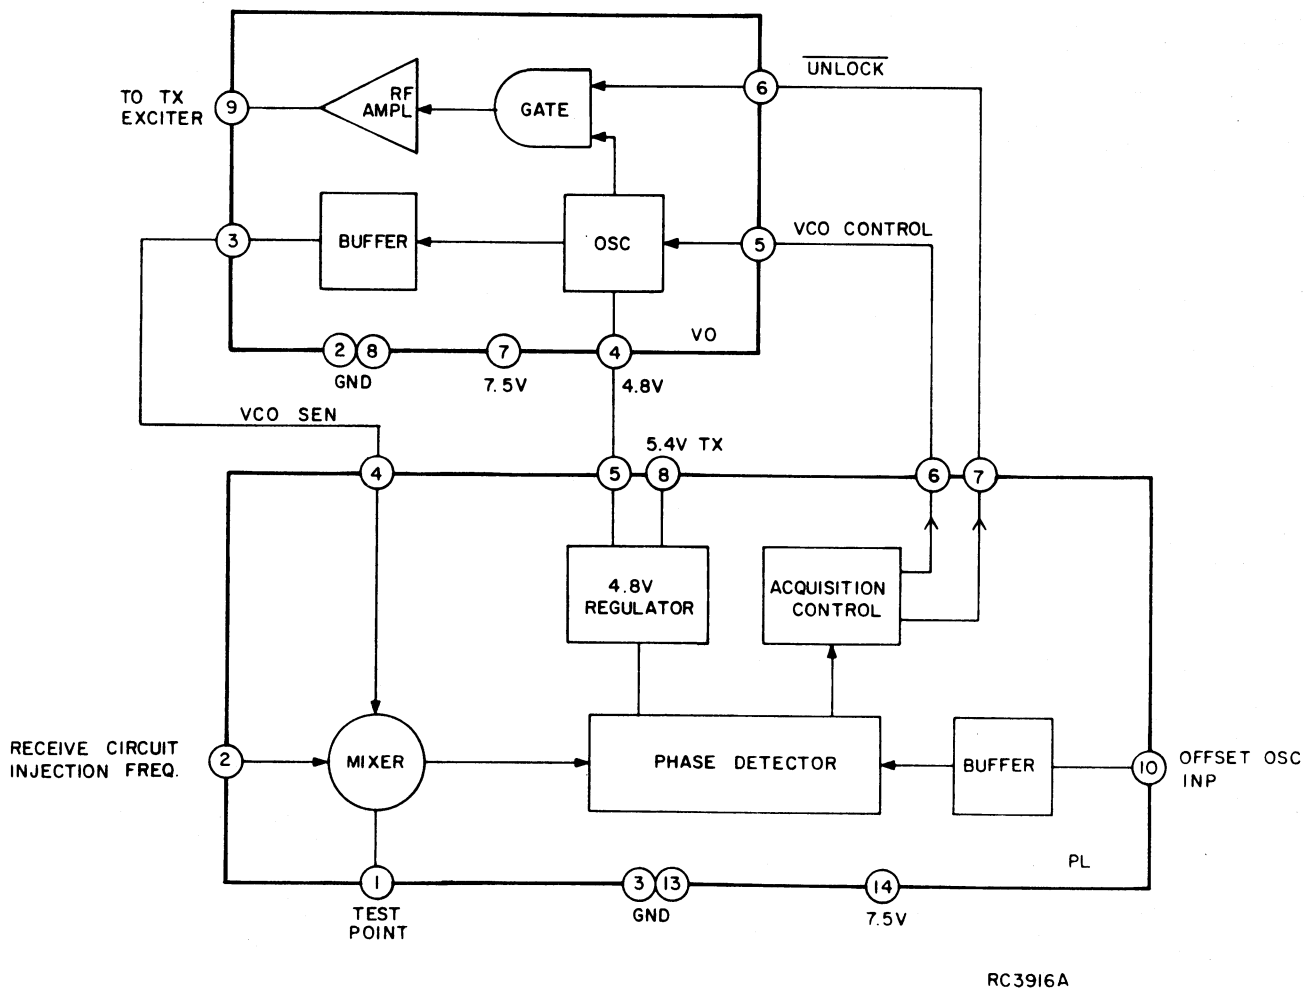 UNLOCK
6
TO TX
EXCITER
9
RF
AMPL
GATE
3
BUFFER
OSC
5
VCO CONTROL
VO
2
8
7
4
GND
7.5V
4.8V
VCO SEN
5.4V TX
4
5
8
6
7
4.8V
REGULATOR
ACQUISITION
CONTROL
RECEIVE CIRCUIT
INJECTION FREQ.
2
MIXER
PHASE DETECTOR
BUFFER
10
OFFSET OSC
INP
PL
1
3
13
14
TEST
POINT
GND
7.5V
RC3916A